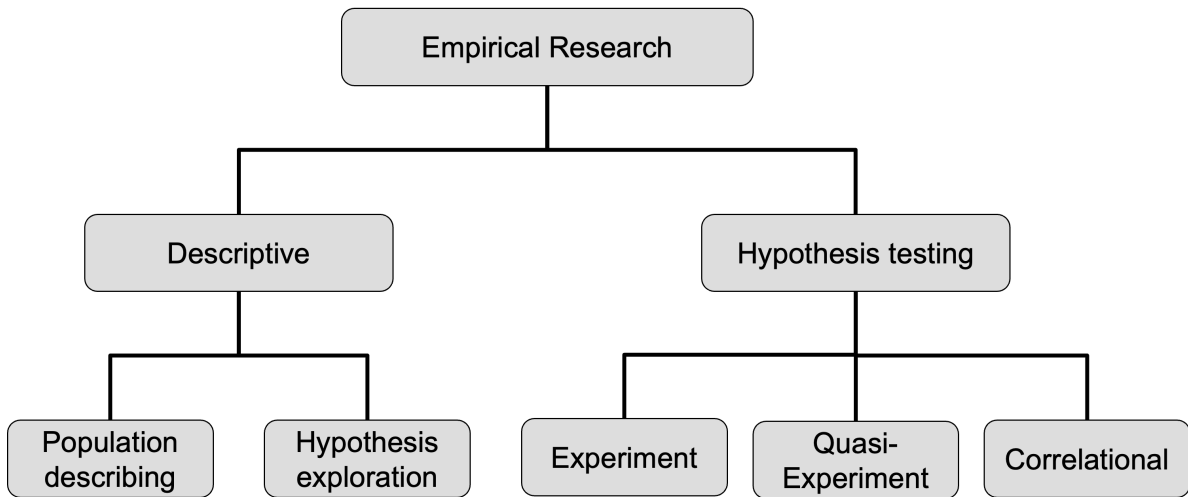 Empirical Research
Descriptive
Hypothesis testing
Population
describing
Hypothesis
exploration
Experiment
Quasi-
Experiment
Correlational